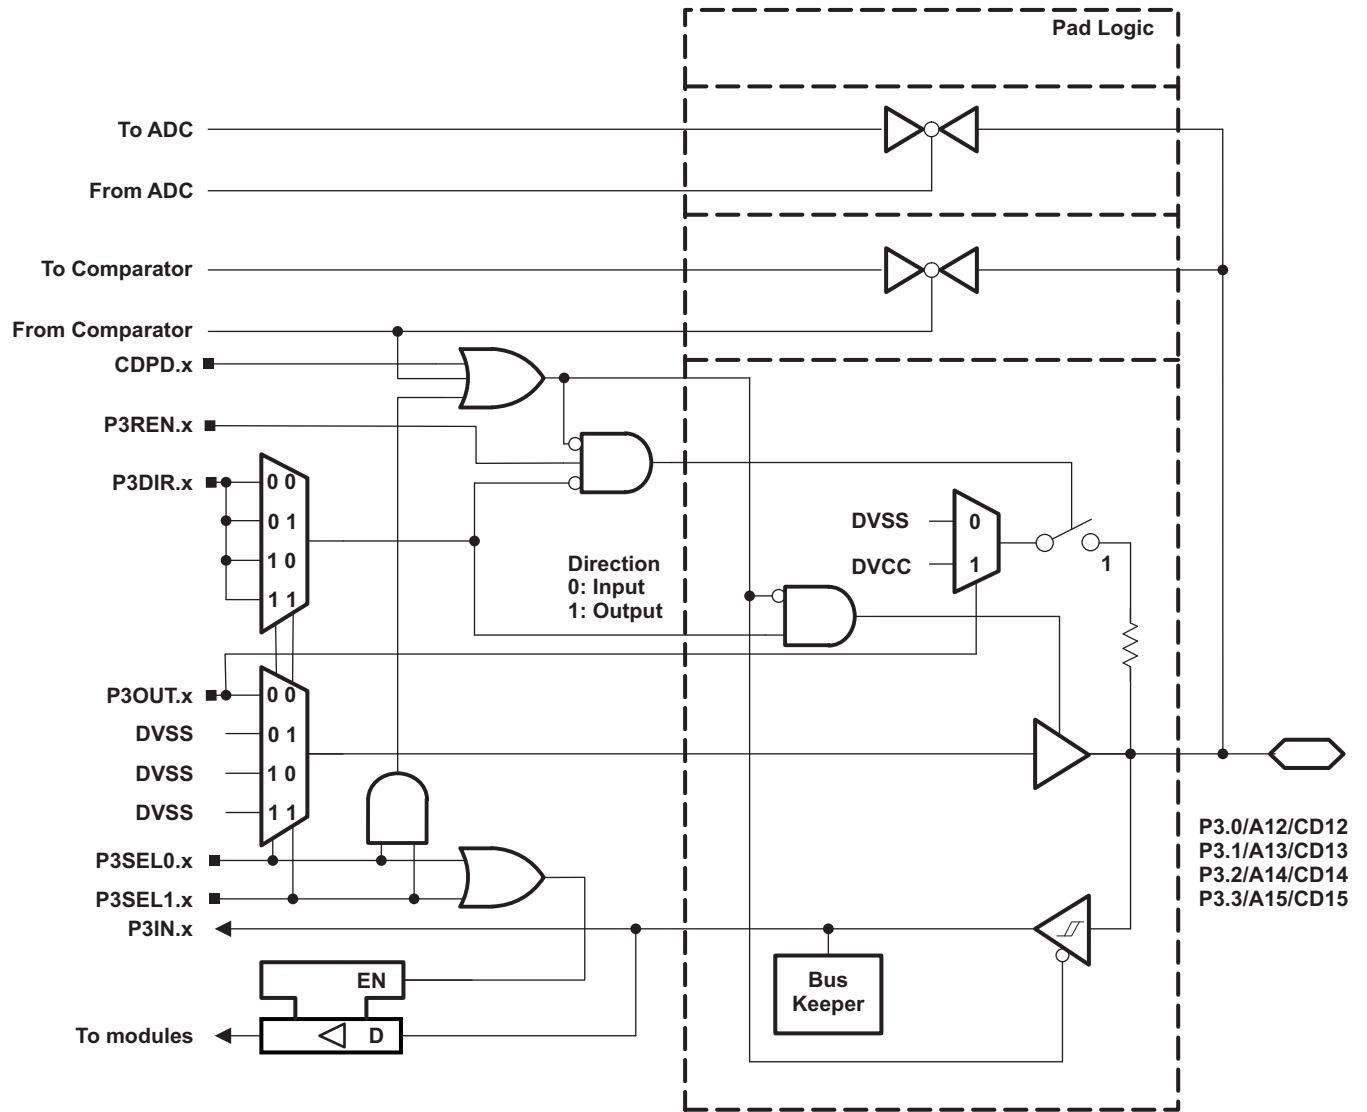 Pad Logic
To ADC
From ADC
To Comparator
From Comparator
CDPD.x
P3REN.x
P3DIR.x
0 0
0 1
1 0
1 1
Direction
0: Input
1: Output
DVSS
DVCC
0
1
1
P3OUT.x
DVSS
DVSS
DVSS
0 0
0 1
1 0
1 1
P3SEL0.x
P3SEL1.x
P3IN.x
EN
D
To modules
Bus
Keeper
P3.0/A12/CD12
P3.1/A13/CD13
P3.2/A14/CD14
P3.3/A15/CD15